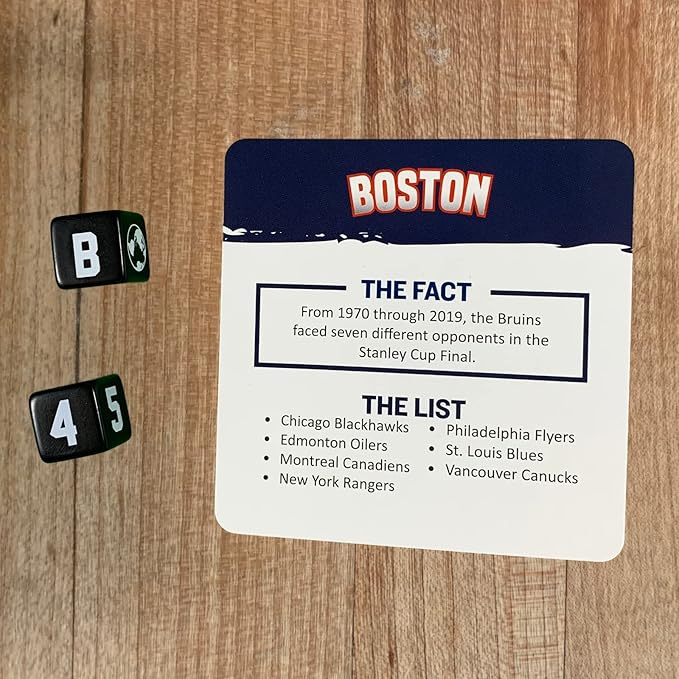 BOSTON
B
THE FACT
From 1970 through 2019, the Bruins
faced seven different opponents in the
Stanley Cup Final.
4 5
THE LIST
• Chicago Blackhawks
• Edmonton Oilers
• Montreal Canadiens
• New York Rangers
• Philadelphia Flyers
• St. Louis Blues
• Vancouver Canucks